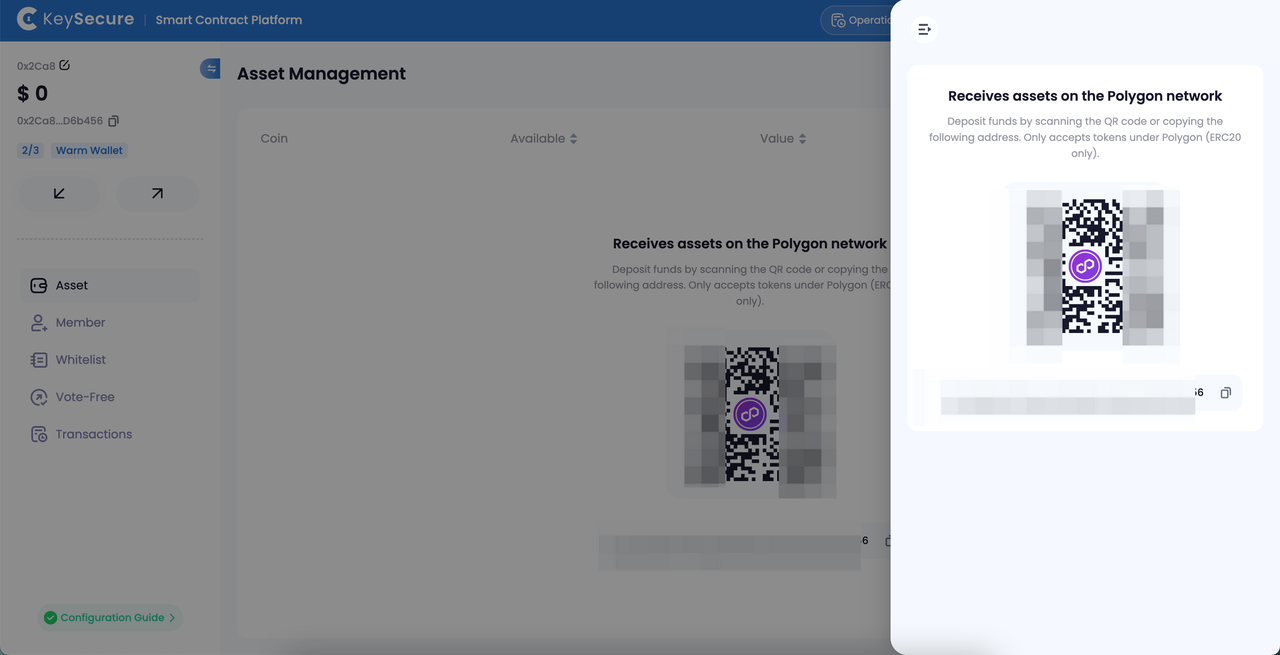 KeySecure | Smart Contract Platform
0x2Ca8
$ 0
0x2Ca8...D6b456
2/3 Warm Wallet
Asset
Member
Whitelist
Vote-Free
Transactions
Configuration Guide
Asset Management
Coin Available Value
Receives assets on the Polygon network
Deposit funds by scanning the QR code or copying the
following address. Only accepts tokens under Polygon (ERC
only).
6
Receives assets on the Polygon network
Deposit funds by scanning the QR code or copying the
following address. Only accepts tokens under Polygon (ERC20
only).
56